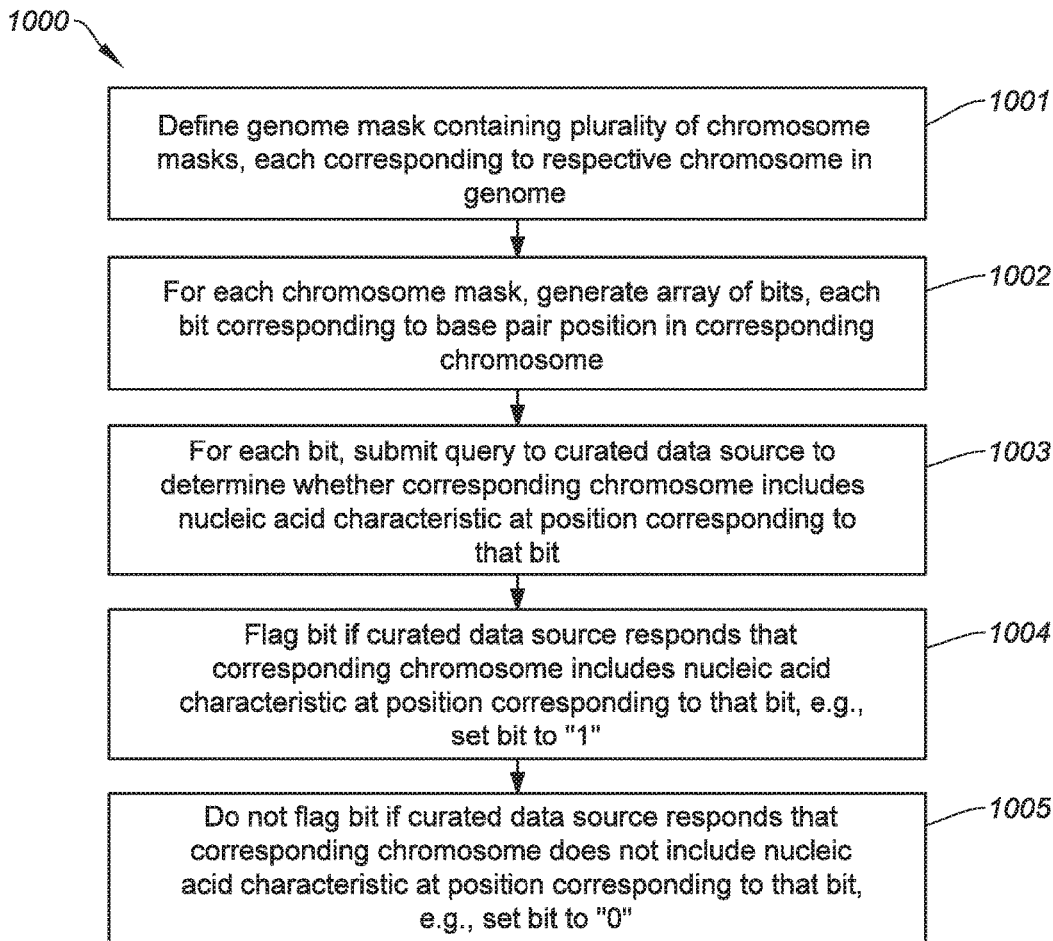 1000
1001
Define genome mask containing plurality of chromosome
masks, each corresponding to respective chromosome in
genome
1002
For each chromosome mask, generate array of bits, each
bit corresponding to base pair position in corresponding
chromosome
1003
For each bit, submit query to curated data source to
determine whether corresponding chromosome includes
nucleic acid characteristic at position corresponding to
that bit
1004
Flag bit if curated data source responds that
corresponding chromosome includes nucleic acid
characteristic at position corresponding to that bit, e.g.,
set bit to "1"
1005
Do not flag bit if curated data source responds that
corresponding chromosome does not include nucleic
acid characteristic at position corresponding to that bit,
e.g., set bit to "0"